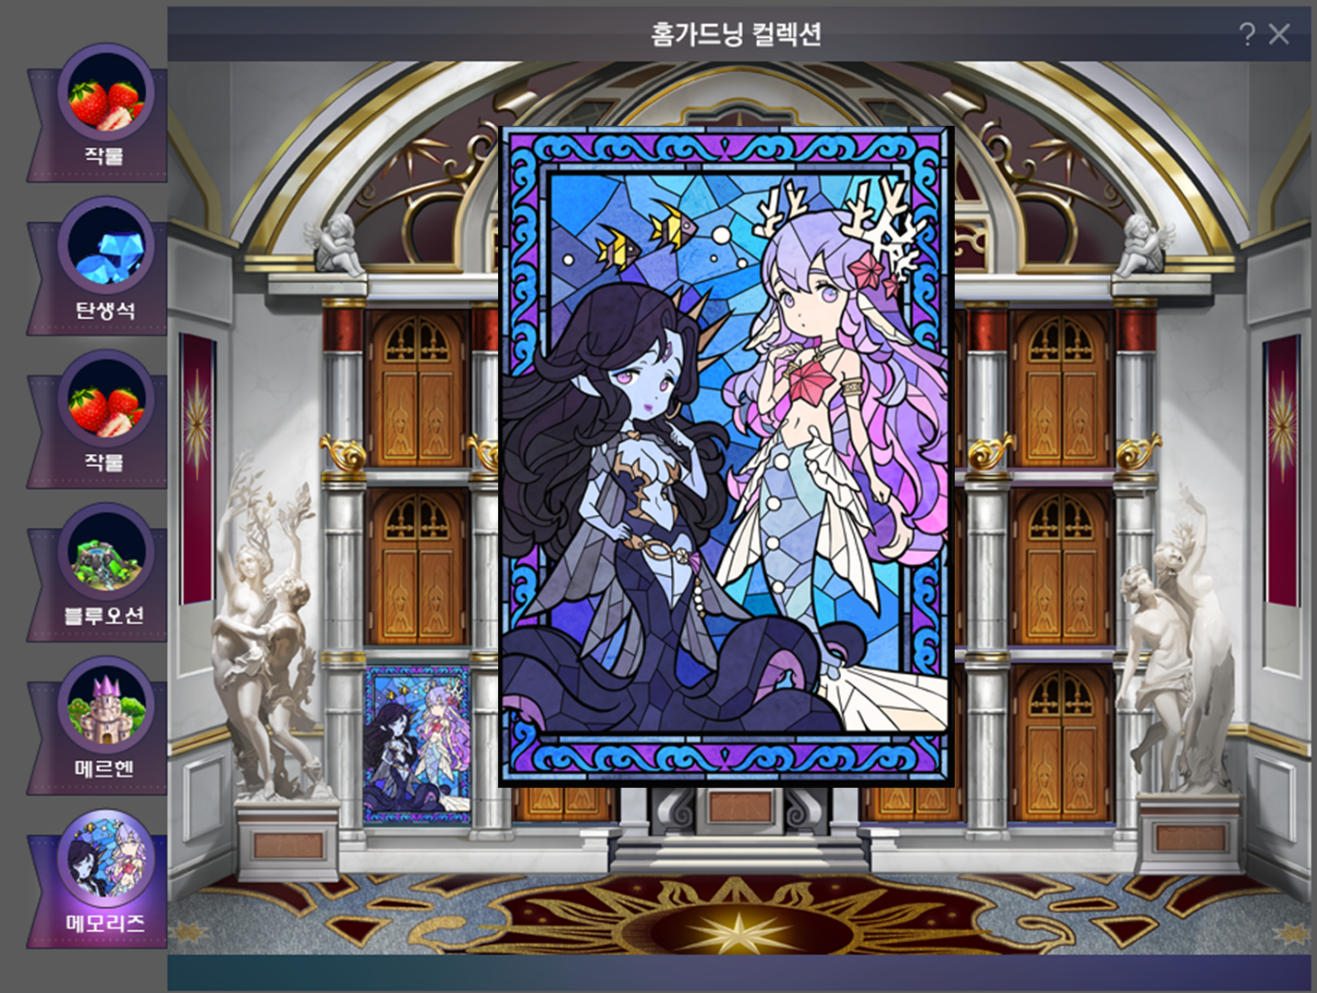 홈가드닝 컬렉션
?
작물
탄생석
작물
블루오션
메르헨
메모리즈